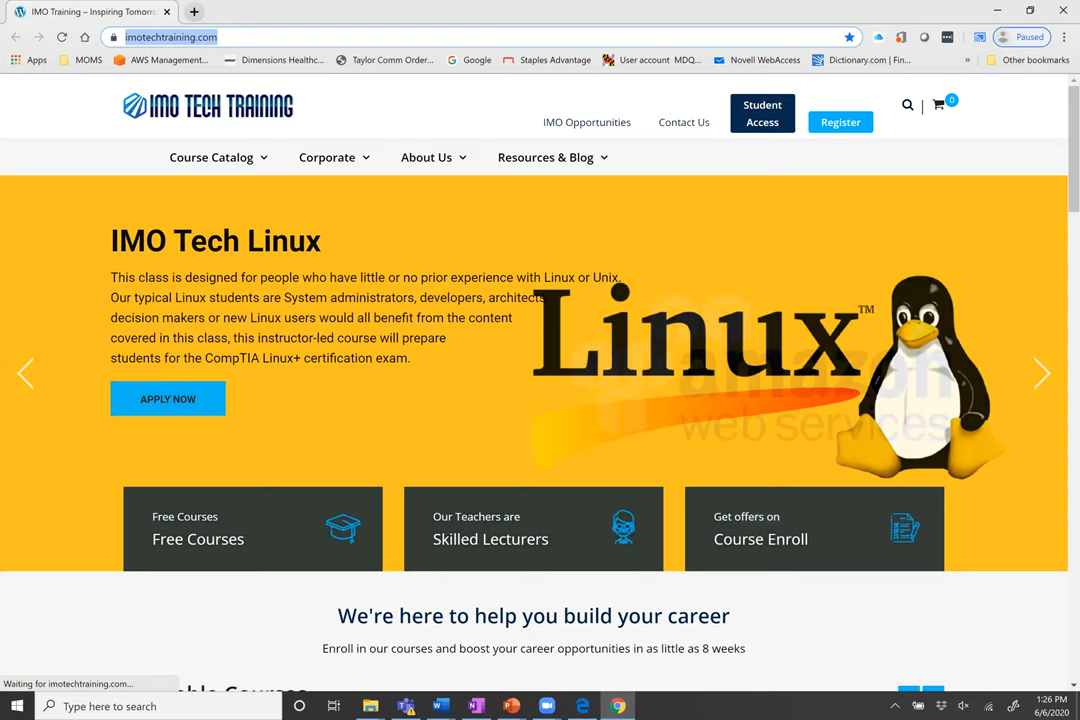 IMO Training – Inspiring Tomorro
imotechtraining.com
Paused
Apps
MOMS
AWS Management...
Dimensions Healthc...
Taylor Comm Order...
Google
Staples Advantage
User account MDQ...
Novell WebAccess
Dictionary.com | Fin...
»
Other bookmarks
IMO TECH TRAINING
IMO Opportunities
Contact Us
Student
Access
Register
0
Course Catalog
Corporate
About Us
Resources & Blog
IMO Tech Linux
This class is designed for people who have little or no prior experience with Linux or Unix.
Our typical Linux students are System administrators, developers, architects
decision makers or new Linux users would all benefit from the content
covered in this class, this instructor-led course will prepare
students for the CompTIA Linux+ certification exam.
APPLY NOW
Linux™
amazon
web services
Free Courses
Free Courses
Our Teachers are
Skilled Lecturers
Get offers on
Course Enroll
We're here to help you build your career
Enroll in our courses and boost your career opportunities in as little as 8 weeks
Waiting for imotechtraining.com...
Courses
Type here to search
1:26 PM
6/6/2020